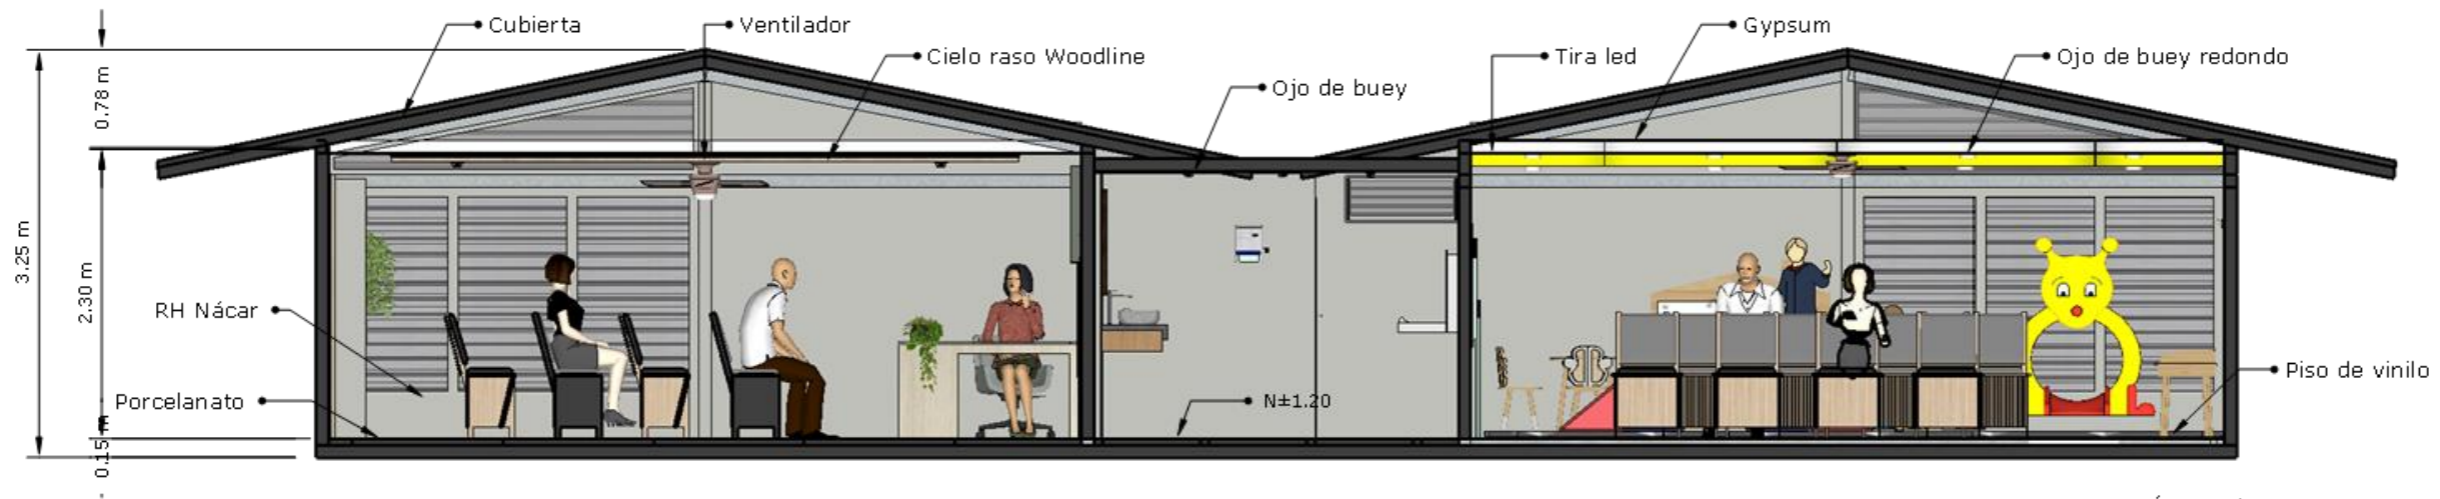 Cubierta
Ventilador
Gypsum
Cielo raso Woodline
Tira led
Ojo de buey redondo
Ojo de buey
0.78 m
3.25 m
2.30 m
RH Nácar
Piso de vinilo
Porcelanato
N±1.20
0.15 m